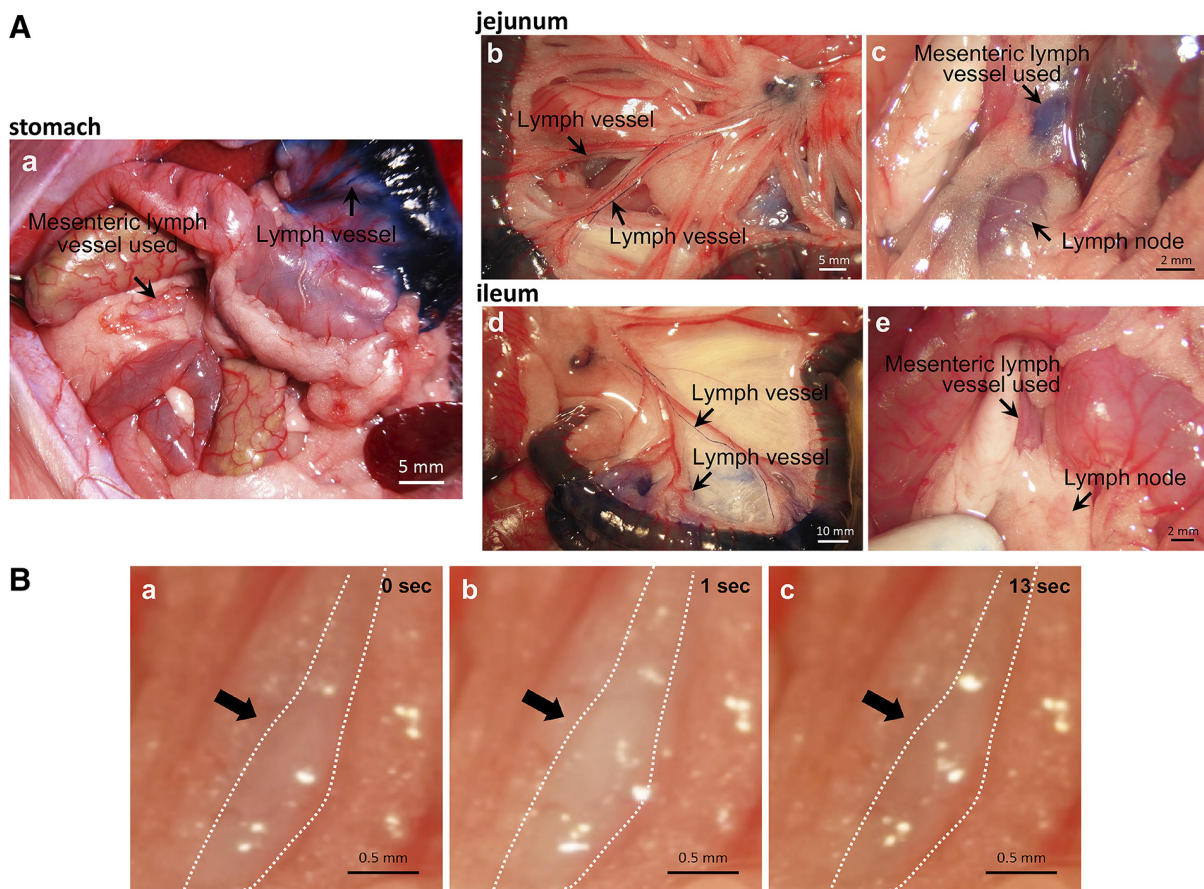 A
stomach
a
Mesenteric lymph
vessel used
Lymph vessel
5 mm
jejunum
b
Lymph vessel
Lymph vessel
5 mm
c
Mesenteric lymph
vessel used
Lymph node
2 mm
ileum
d
Lymph vessel
Lymph vessel
10 mm
e
Mesenteric lymph
vessel used
Lymph node
2 mm
B
a
0 sec
0.5 mm
b
1 sec
0.5 mm
c
13 sec
0.5 mm